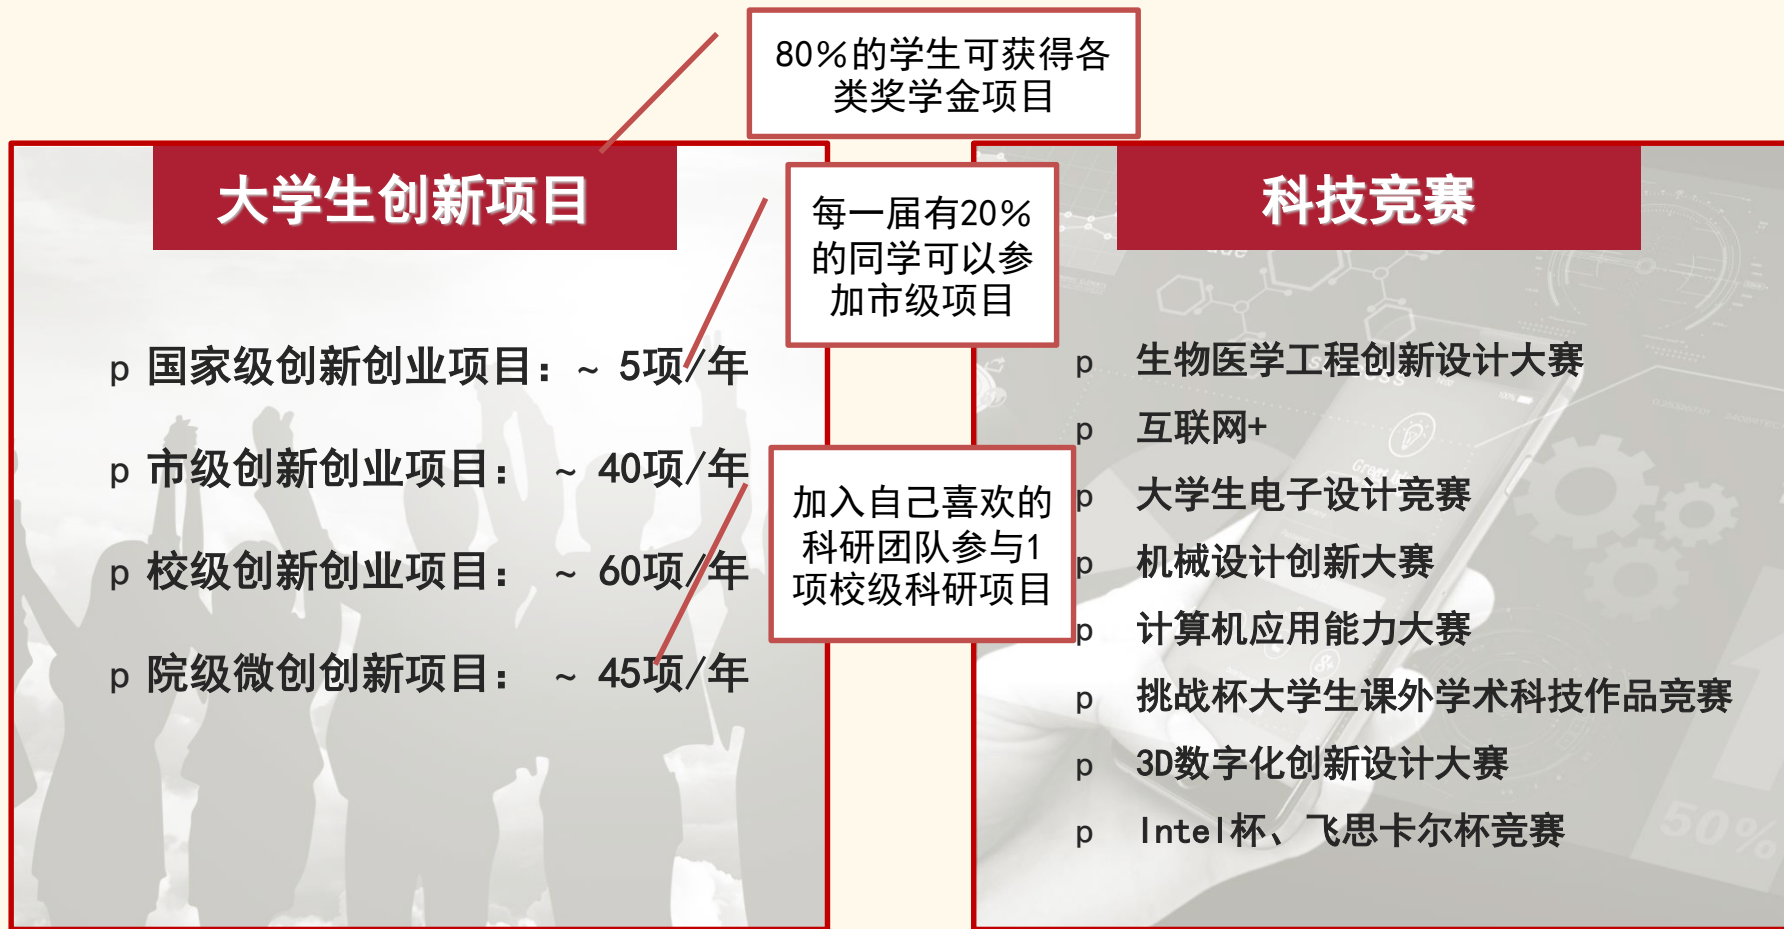 80%的学生可获得各
类奖学金项目
大学生创新项目
p 国家级创新创业项目：~ 5项/年
p 市级创新创业项目： ~ 40项/年
p 校级创新创业项目： ~ 60项/年
p 院级微创创新项目： ~ 45项/年
每一届有20%
的同学可以参
加市级项目
加入自己喜欢的
科研团队参与1
项校级科研项目
科技竞赛
p 生物医学工程创新设计大赛
p 互联网+
p 大学生电子设计竞赛
p 机械设计创新大赛
p 计算机应用能力大赛
p 挑战杯大学生课外学术科技作品竞赛
p 3D数字化创新设计大赛
p Intel杯、飞思卡尔杯竞赛
50%